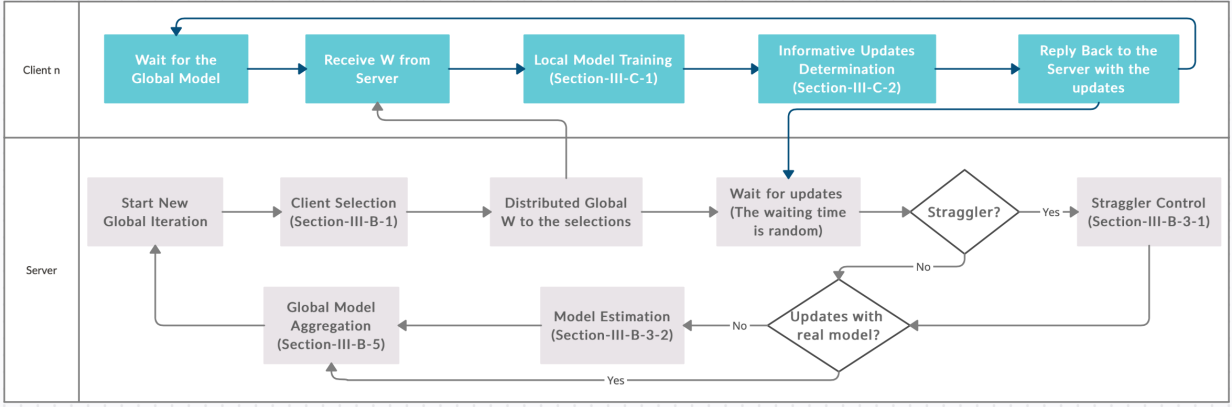 Client n
Wait for the
Global Model
Receive W from
Server
Local Model Training
(Section-III-C-1)
Informative Updates
Determination
(Section-III-C-2)
Reply Back to the
Server with the
updates
Server
Start New
Global Iteration
Client Selection
(Section-III-B-1)
Distributed Global
W to the selections
Wait for updates
(The waiting time
is random)
Straggler?
Yes
Straggler Control
(Section-III-B-3-1)
No
Updates with
real model?
No
Model Estimation
(Section-III-B-3-2)
Global Model
Aggregation
(Section-III-B-5)
Yes